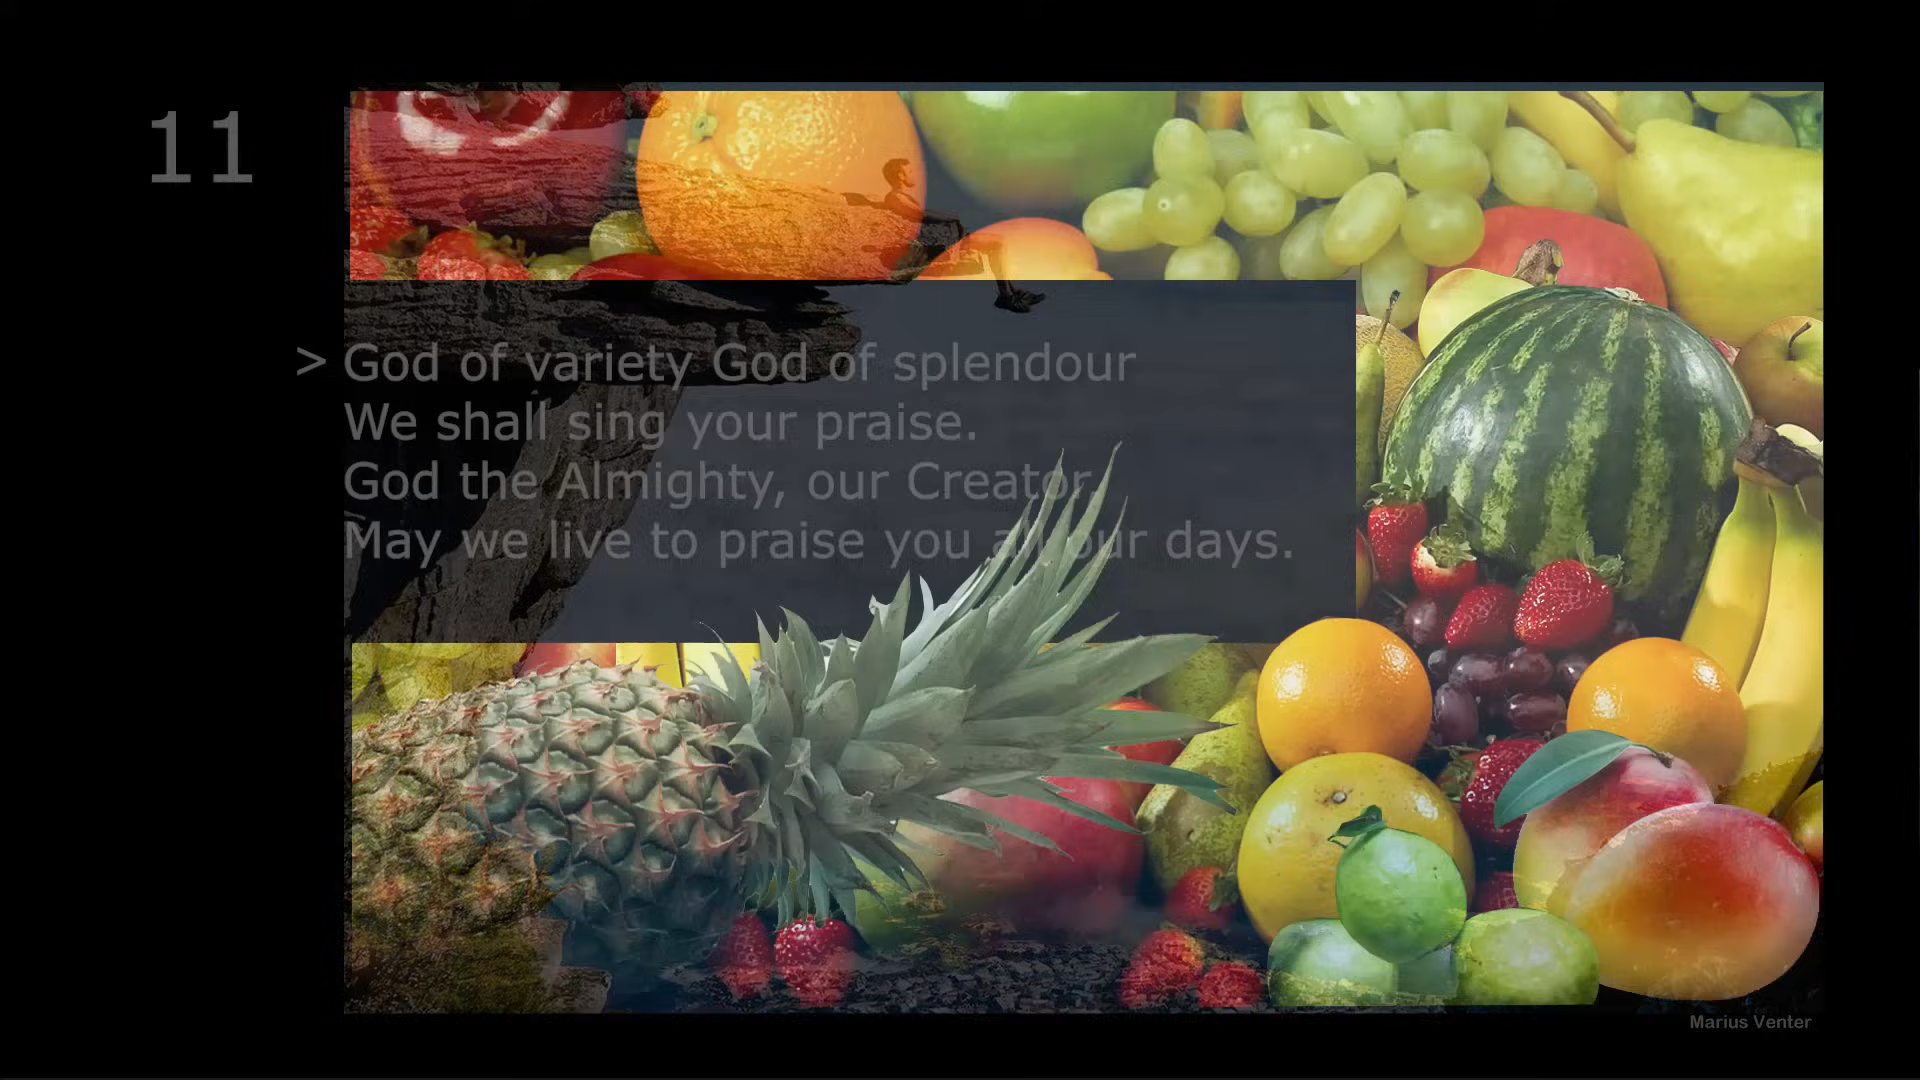 11
> God of variety God of splendour
We shall sing your praise.
God the Almighty, our Creator,
May we live to praise you all our days.
Marius Venter